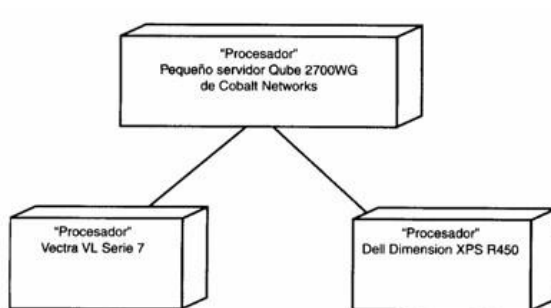 "Procesador"
Pequeño servidor Qube 2700WG
de Cobalt Networks
"Procesador"
Vectra VL Serie 7
"Procesador"
Dell Dimension XPS R450